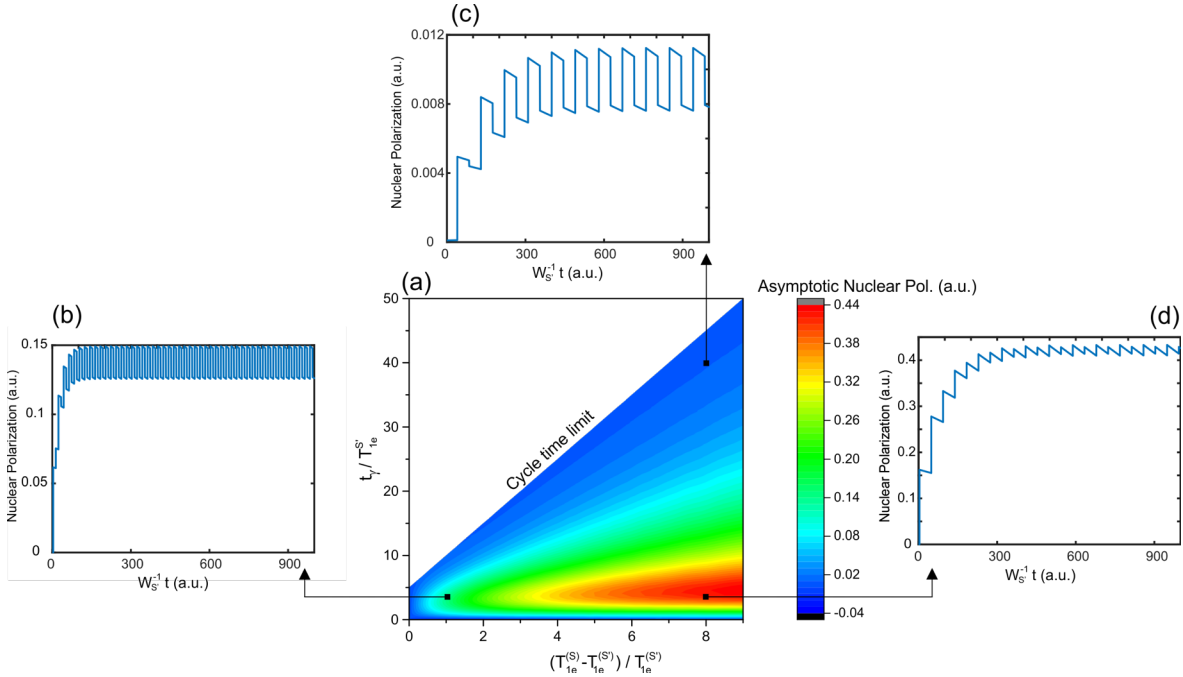 (c)
0.012
0.008
0.004
0
Nuclear Polarization (a.u.)
0 300 600 900
W_S'^-1 t (a.u.)
(b)
0.15
0.1
0.05
0
Nuclear Polarization (a.u.)
0 300 600 900
W_S'^-1 t (a.u.)
(a)
50
40
30
20
10
0
t_γ / T_1e^S'
Cycle time limit
0 2 4 6 8
(T_1e^(S) - T_1e^(S')) / T_1e^(S')
Asymptotic Nuclear Pol. (a.u.)
0.44
0.38
0.32
0.26
0.20
0.14
0.08
0.02
-0.04
(d)
0.4
0.3
0.2
0.1
0
Nuclear Polarization (a.u.)
0 300 600 900
W_S'^-1 t (a.u.)